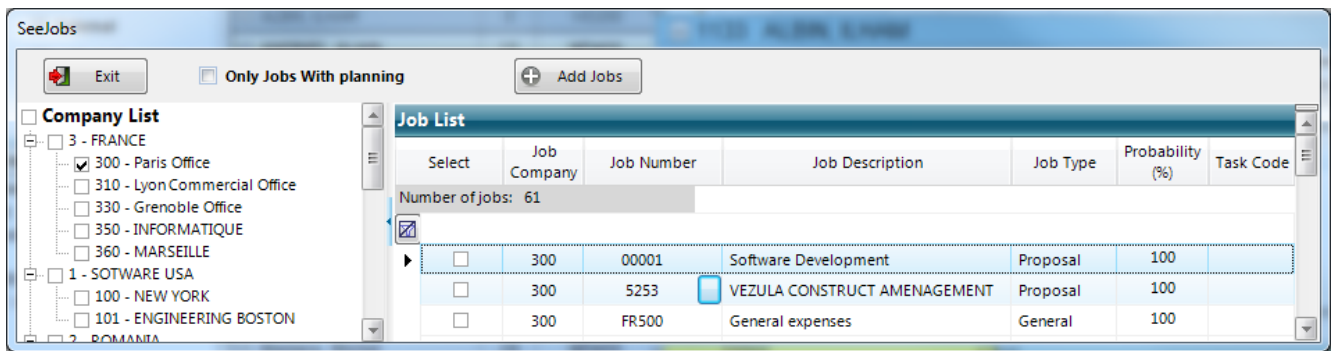 SeeJobs
Exit
Only Jobs With planning
Add Jobs
Company List
3 - FRANCE
300 - Paris Office
310 - Lyon Commercial Office
330 - Grenoble Office
350 - INFORMATIQUE
360 - MARSEILLE
1 - SOTWARE USA
100 - NEW YORK
101 - ENGINEERING BOSTON
2 - ROMANIA
Job List
Select Job Company Job Number Job Description Job Type Probability (%) Task Code
Number of jobs: 61
300 00001 Software Development Proposal 100
300 5253 VEZULA CONSTRUCT AMENAGEMENT Proposal 100
300 FR500 General expenses General 100